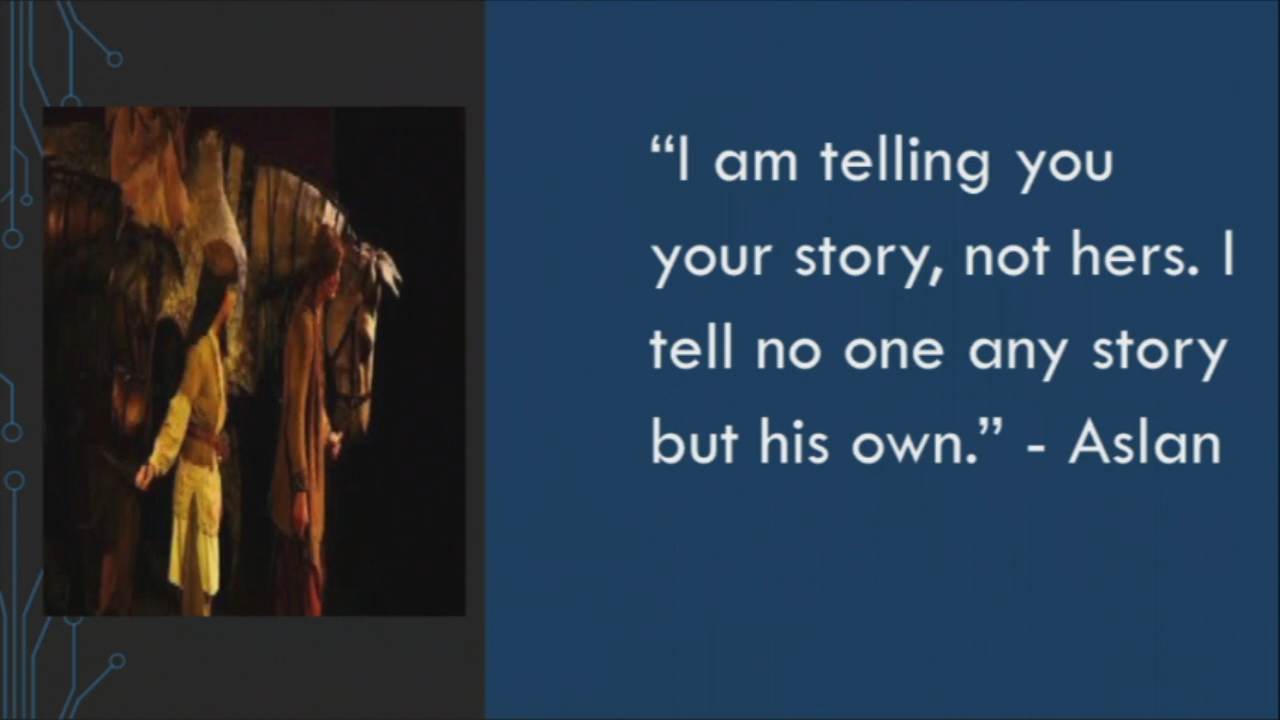 “I am telling you
your story, not hers. I
tell no one any story
but his own.” - Aslan